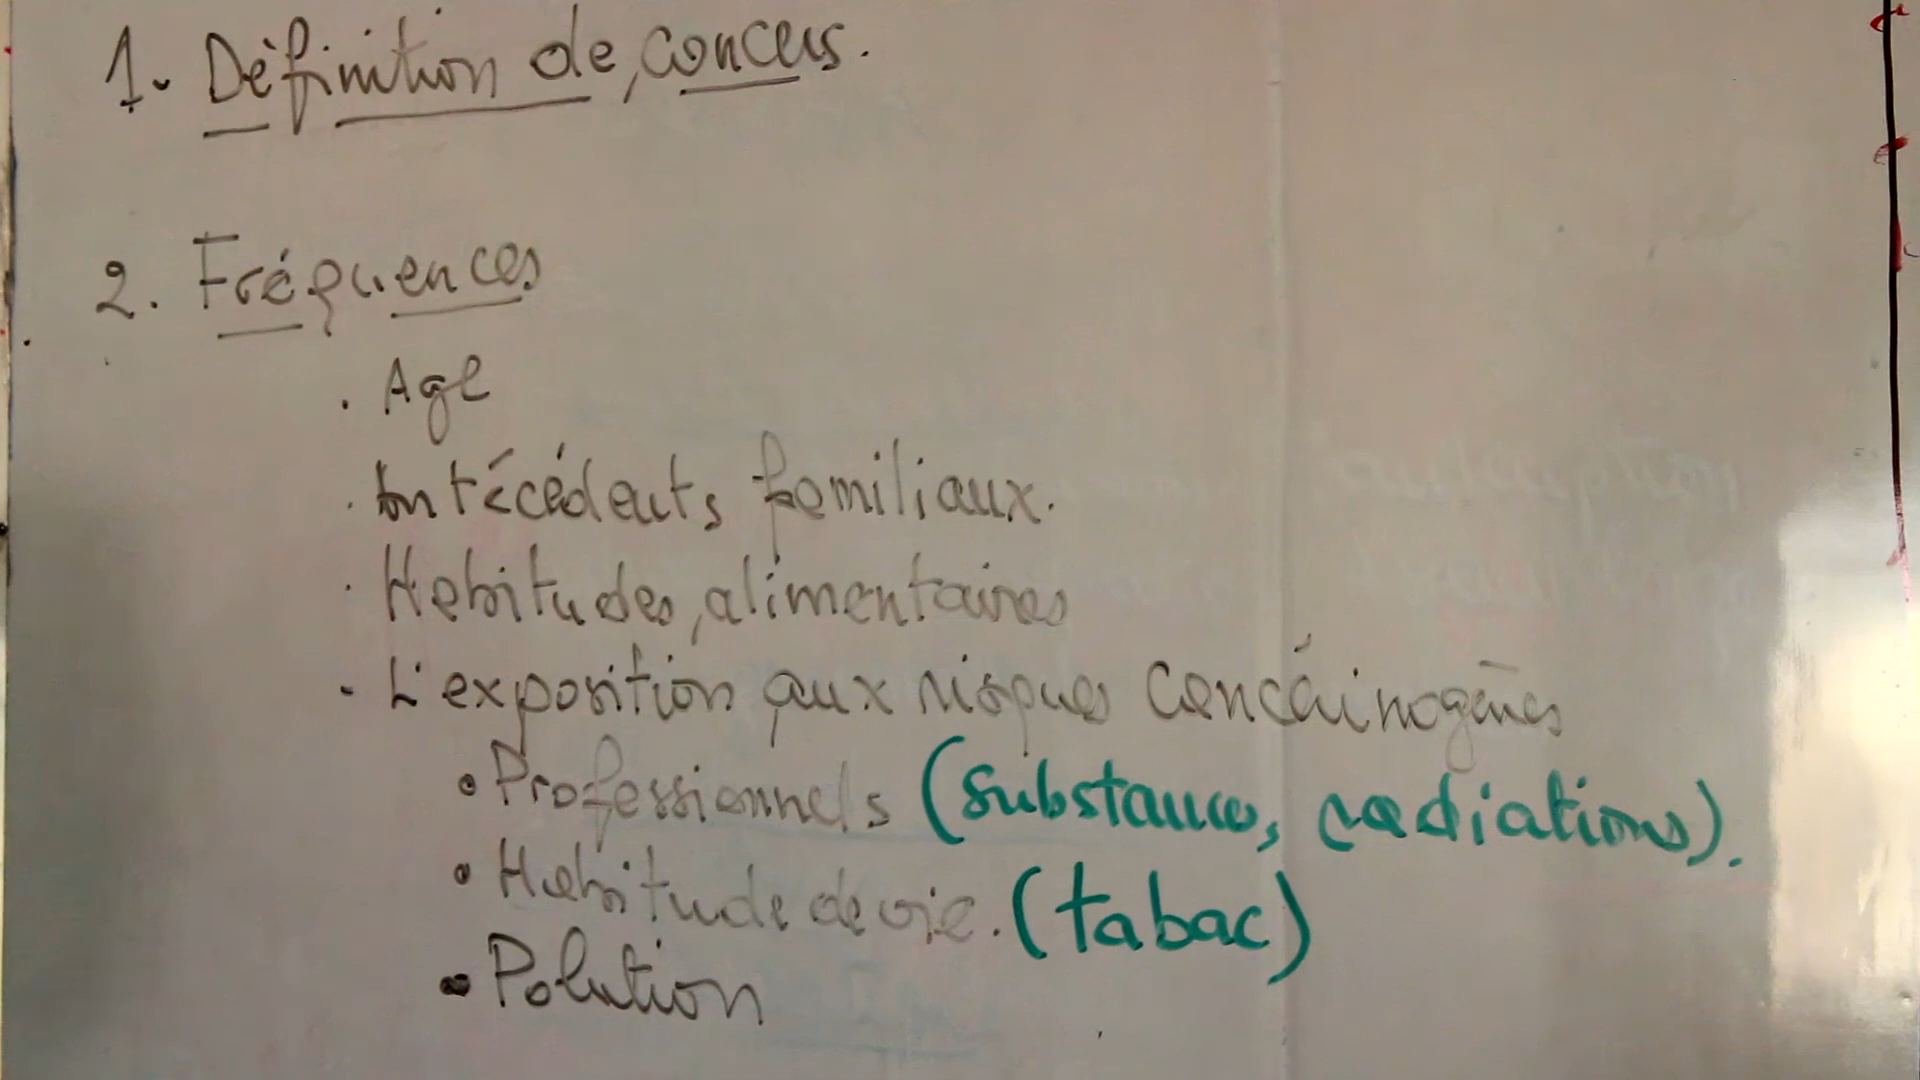 1. Définition de cancers.
2. Fréquences
. Age
. Antécédents familiaux.
. Habitudes alimentaires
- L'exposition aux risques cancérinogènes
• Professionnels (substances, radiations).
• Habitude de vie. (tabac)
• Polution